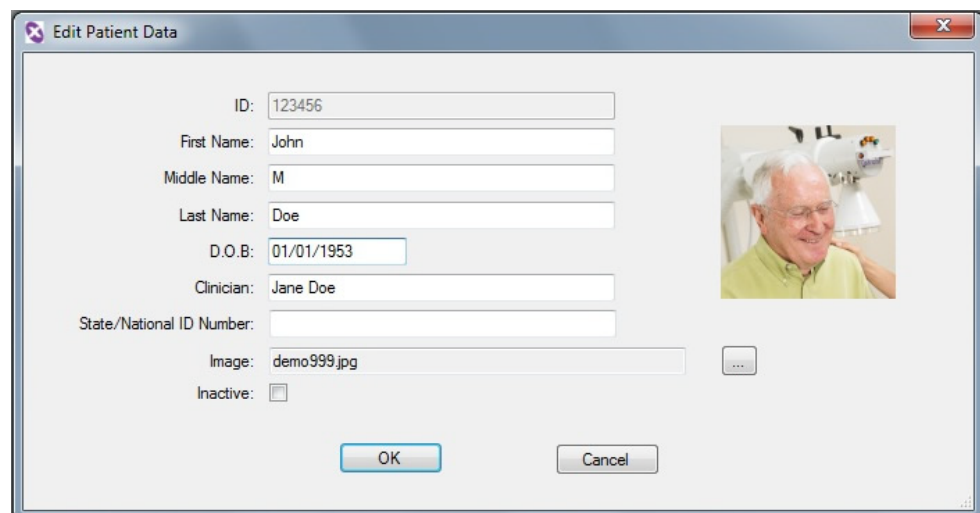 Edit Patient Data
ID: 123456
First Name: John
Middle Name: M
Last Name: Doe
D.O.B: 01/01/1953
Clinician: Jane Doe
State/National ID Number:
Image: demo999.jpg ...
Inactive:
OK Cancel